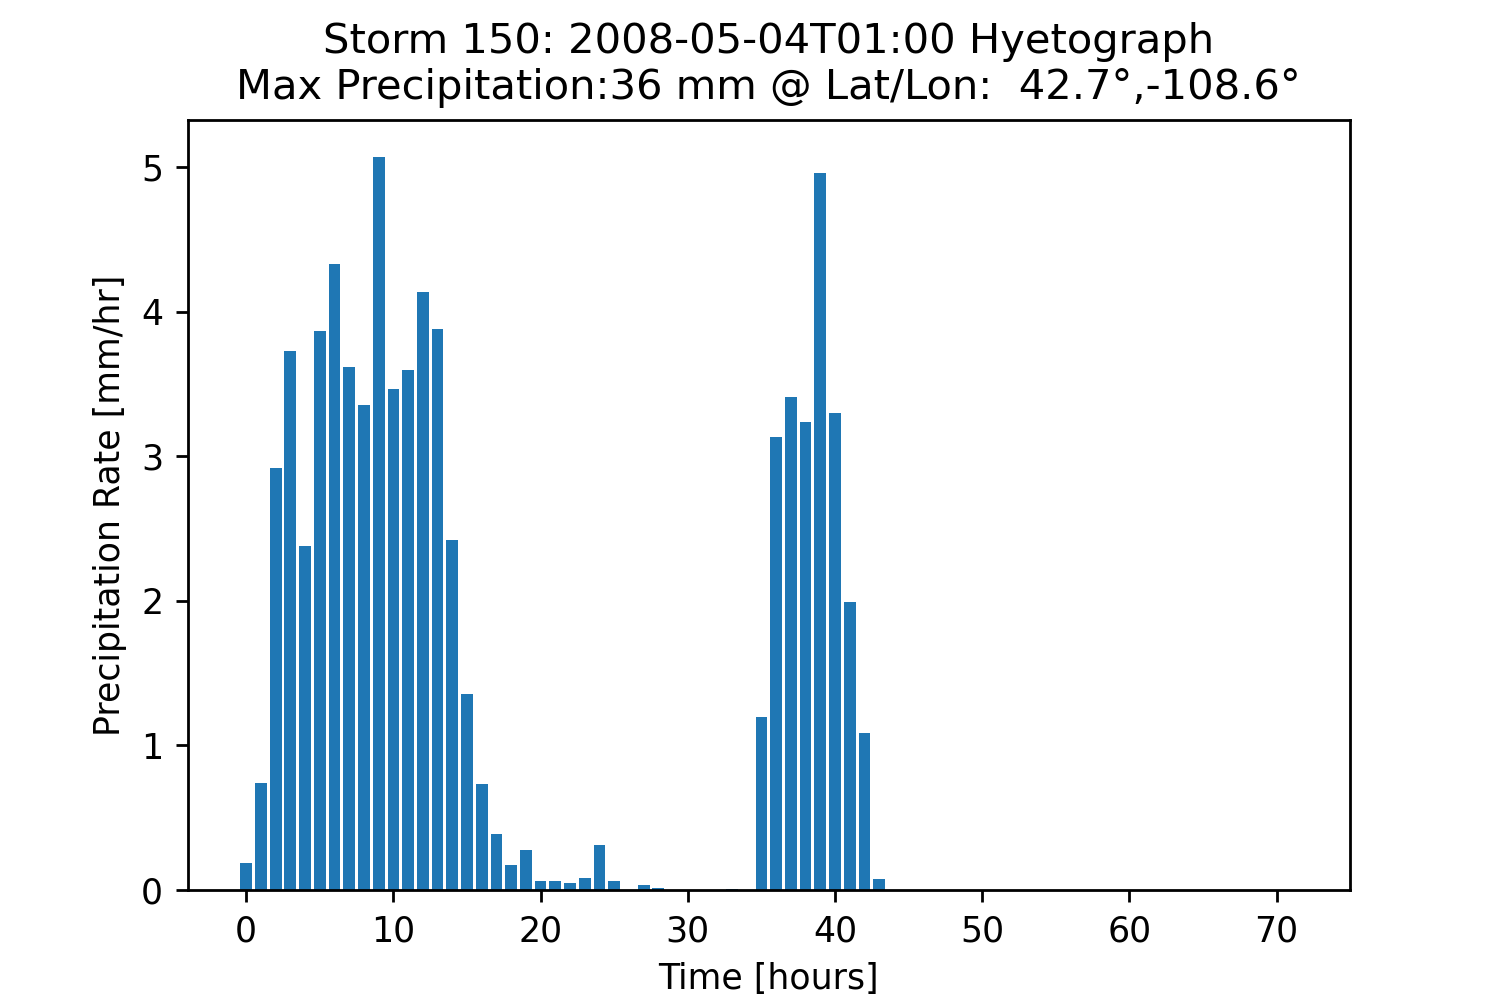 Storm 150: 2008-05-04T01:00 Hyetograph
Max Precipitation:36 mm @ Lat/Lon:  42.7°,-108.6°
Precipitation Rate [mm/hr]
5
4
3
2
1
0
0 10 20 30 40 50 60 70
Time [hours]